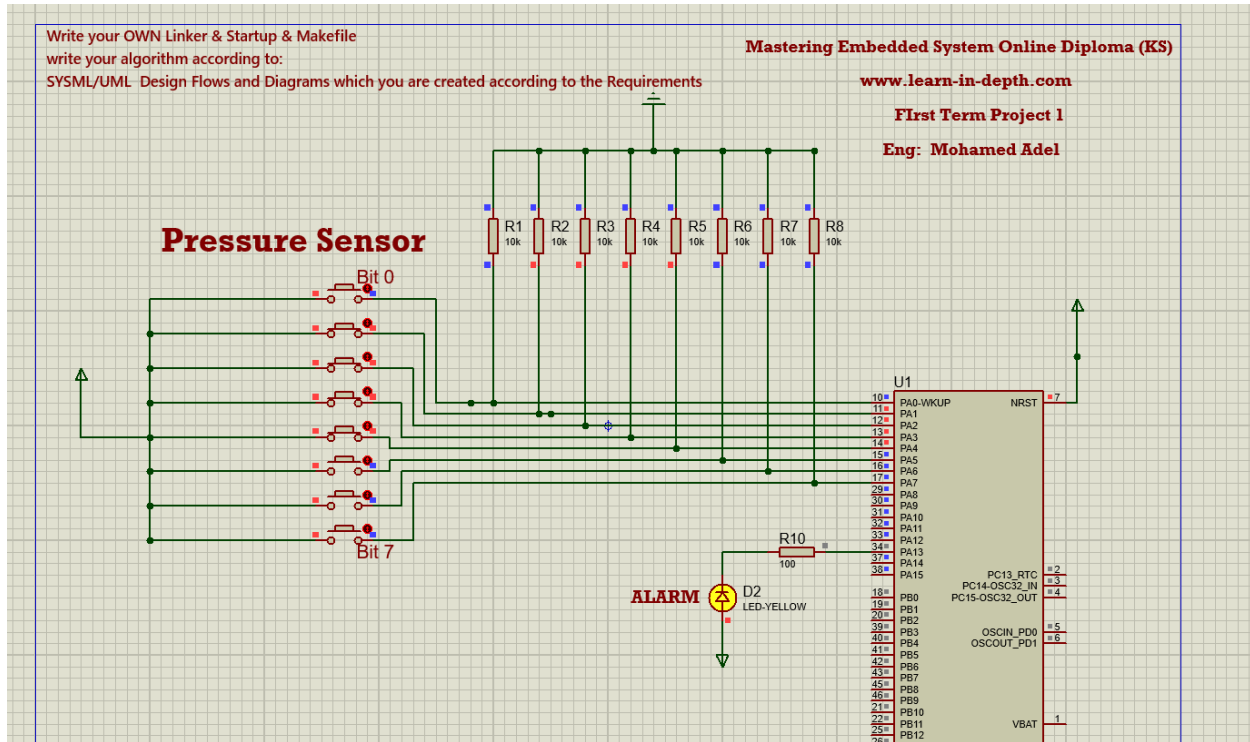 Write your OWN Linker & Startup & Makefile
write your algorithm according to:
SYSML/UML Design Flows and Diagrams which you are created according to the Requirements
Mastering Embedded System Online Diploma (KS)
www.learn-in-depth.com
FIrst Term Project 1
Eng: Mohamed Adel
Pressure Sensor
Bit 0
Bit 7
R1
10k
R2
10k
R3
10k
R4
10k
R5
10k
R6
10k
R7
10k
R8
10k
R10
100
ALARM
D2
LED-YELLOW
U1
10 PA0-WKUP
11 PA1
12 PA2
13 PA3
14 PA4
15 PA5
16 PA6
17 PA7
29 PA8
30 PA9
31 PA10
32 PA11
33 PA12
34 PA13
37 PA14
38 PA15
18 PB0
19 PB1
20 PB2
39 PB3
40 PB4
41 PB5
42 PB6
43 PB7
45 PB8
46 PB9
21 PB10
22 PB11
25 PB12
NRST 7
PC13_RTC 2
PC14-OSC32_IN 3
PC15-OSC32_OUT 4
OSCIN_PD0 5
OSCOUT_PD1 6
VBAT 1